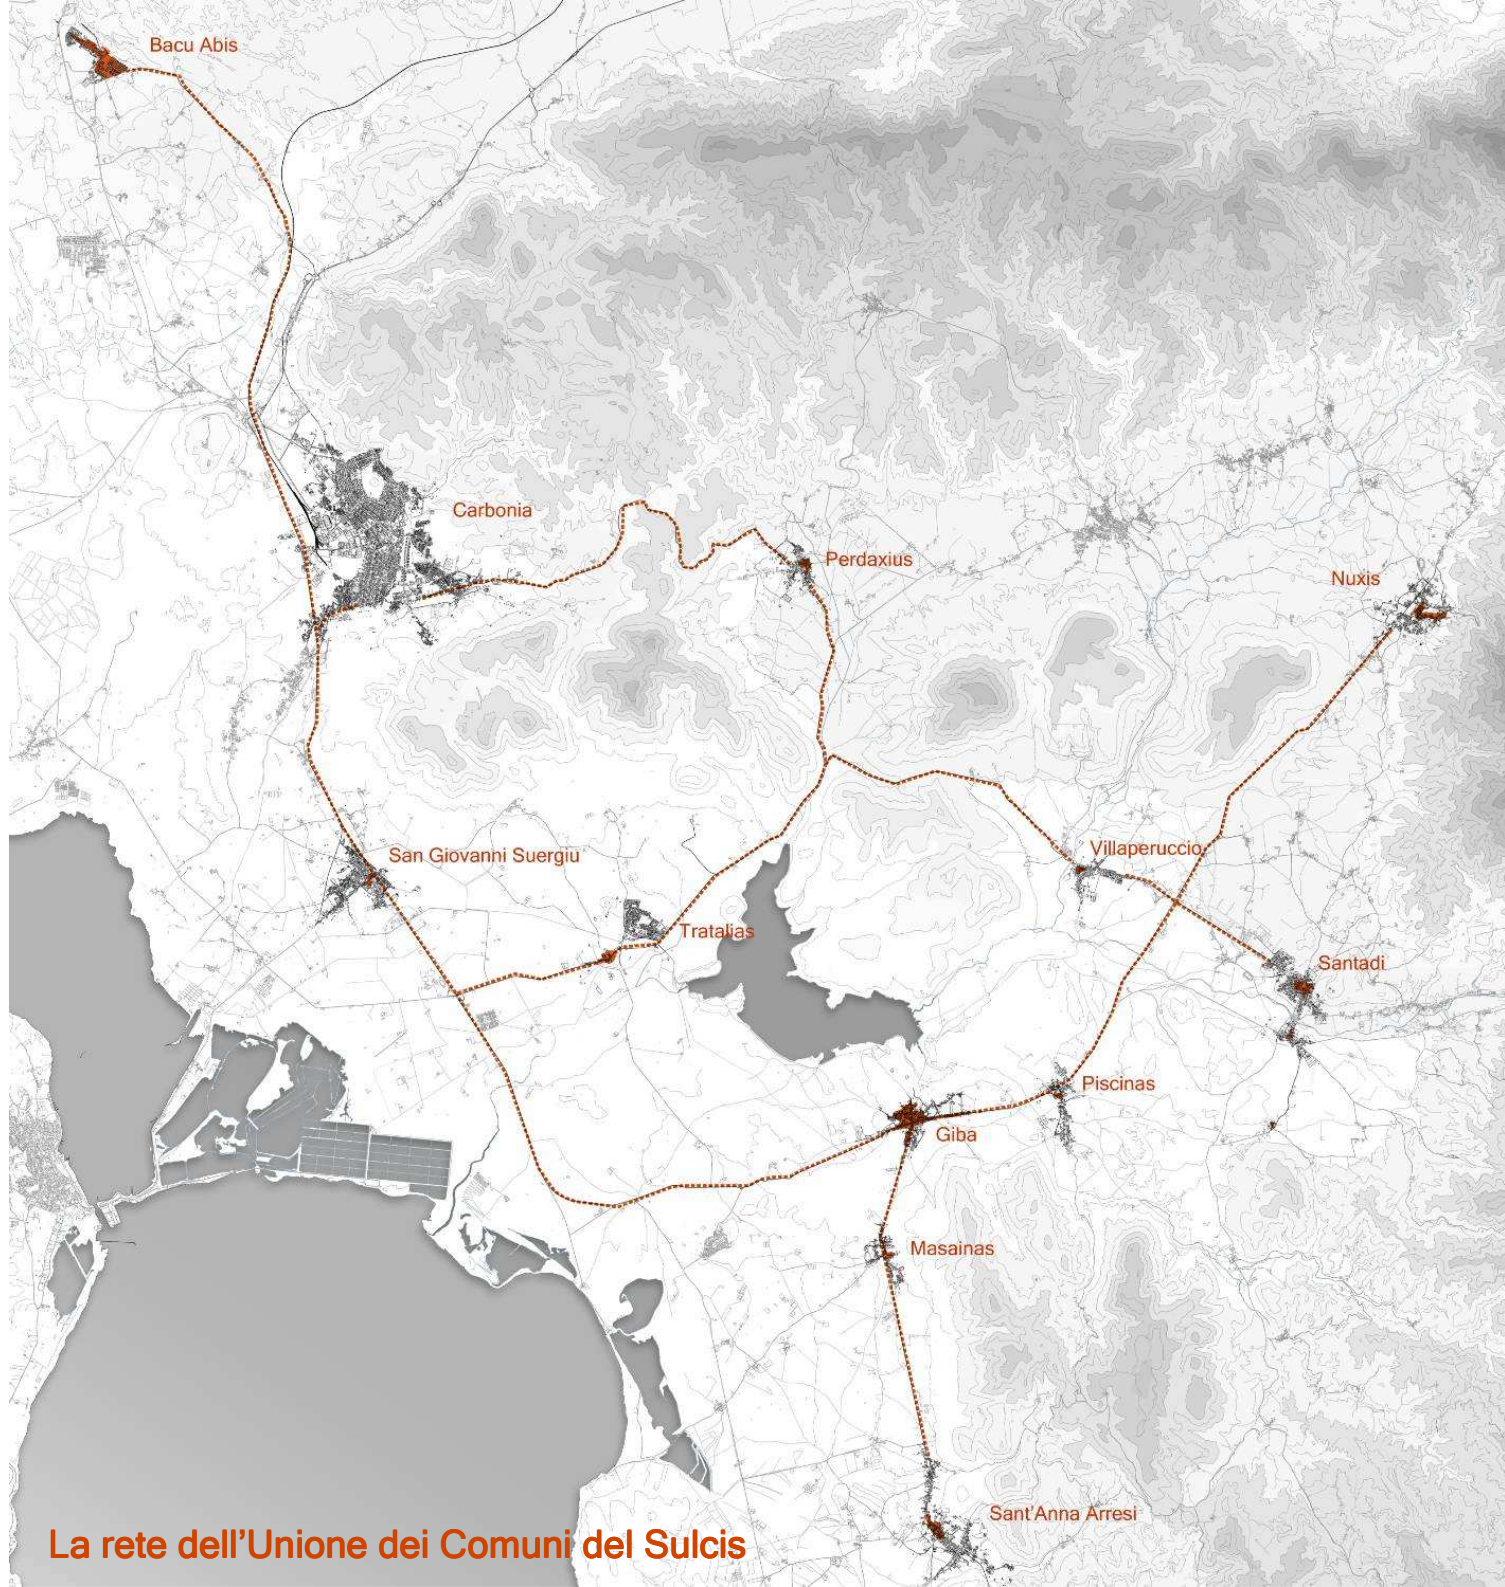 Bacu Abis
Carbonia
Perdaxius
Nuxis
San Giovanni Suergiu
Villaperuccio
Tratalias
Santadi
Piscinas
Giba
Masainas
Sant'Anna Arresi
La rete dell'Unione dei Comuni del Sulcis